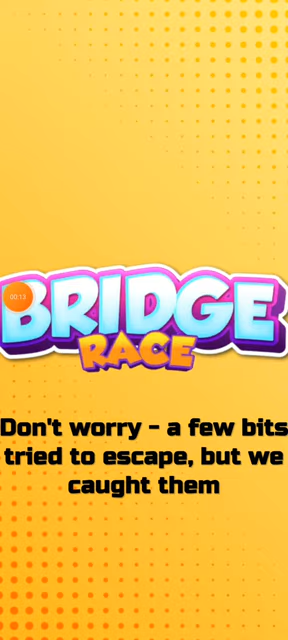 00:13
BRIDGE
RACE
Don't worry - a few bits
tried to escape, but we
caught them